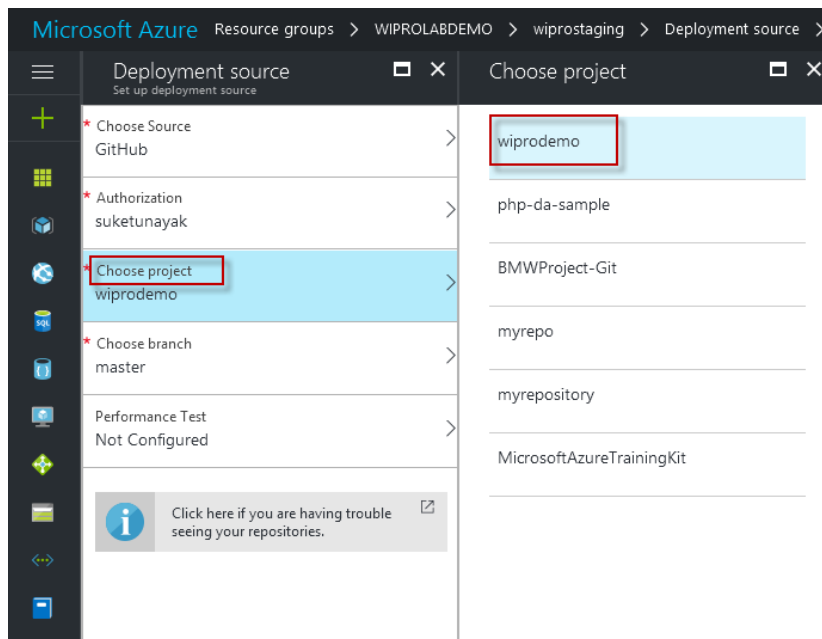 Microsoft Azure Resource groups > WIPROLABDEMO > wiprostaging > Deployment source >
Deployment source
Set up deployment source
* Choose Source
GitHub
* Authorization
suketunayak
* Choose project
wiprodemo
* Choose branch
master
Performance Test
Not Configured
Click here if you are having trouble
seeing your repositories.
Choose project
wiprodemo
php-da-sample
BMWProject-Git
myrepo
myrepository
MicrosoftAzureTrainingKit
SQL